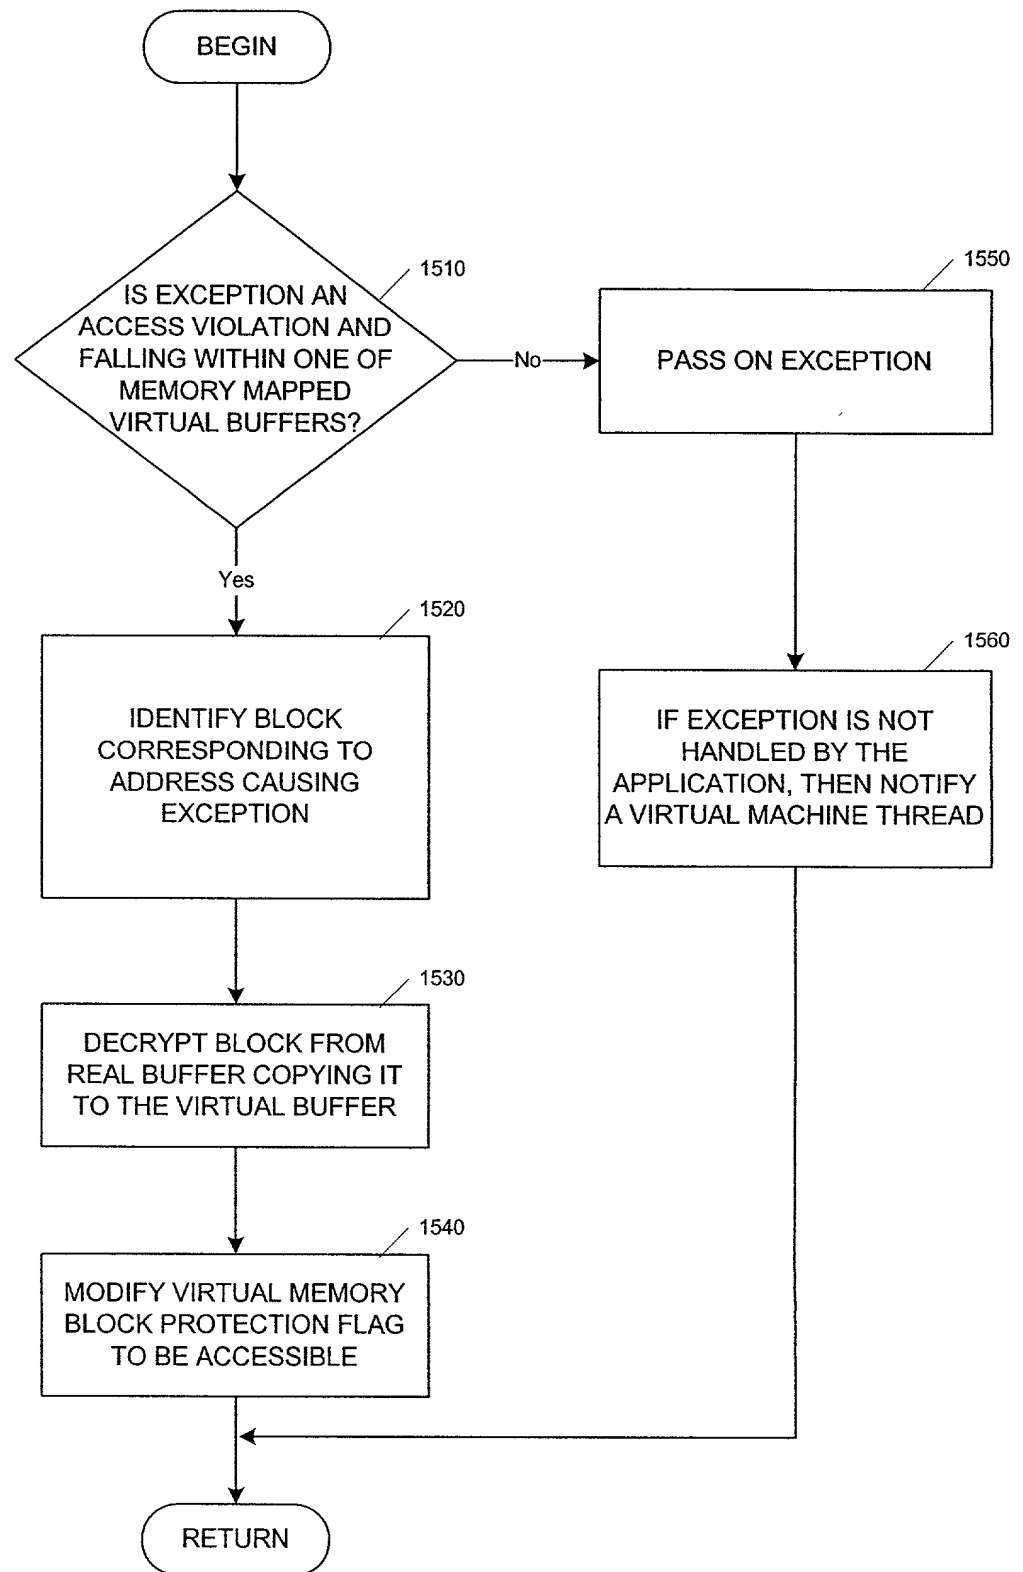 BEGIN
1510
IS EXCEPTION AN
ACCESS VIOLATION AND
FALLING WITHIN ONE OF
MEMORY MAPPED
VIRTUAL BUFFERS?
No
1550
PASS ON EXCEPTION
Yes
1520
IDENTIFY BLOCK
CORRESPONDING TO
ADDRESS CAUSING
EXCEPTION
1560
IF EXCEPTION IS NOT
HANDLED BY THE
APPLICATION, THEN NOTIFY
A VIRTUAL MACHINE THREAD
1530
DECRYPT BLOCK FROM
REAL BUFFER COPYING IT
TO THE VIRTUAL BUFFER
1540
MODIFY VIRTUAL MEMORY
BLOCK PROTECTION FLAG
TO BE ACCESSIBLE
RETURN